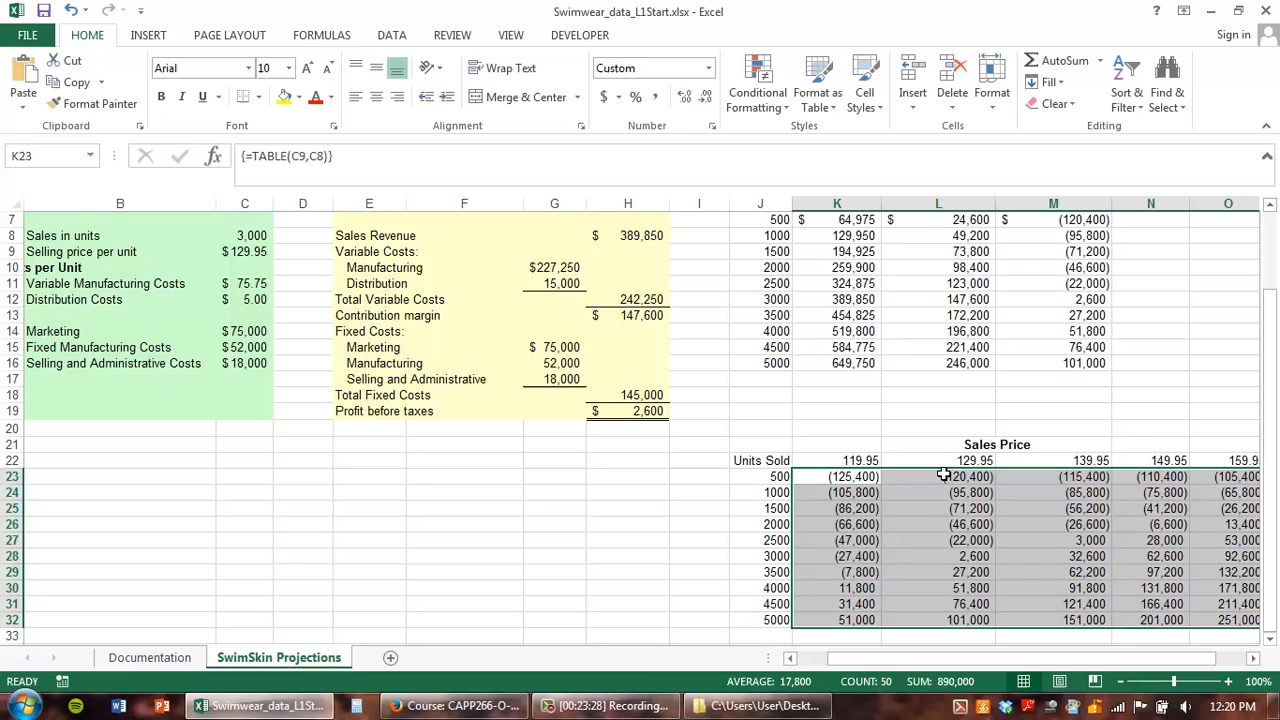 Swimwear_data_L1Start.xlsx - Excel
FILE HOME INSERT PAGE LAYOUT FORMULAS DATA REVIEW VIEW DEVELOPER Sign in
Paste Cut Copy Format Painter Clipboard
Arial 10 B I U A A A Font
Wrap Text Merge & Center Alignment
Custom $ % , .00 Number
Conditional Formatting Format as Table Cell Styles Styles
Insert Delete Format Cells
AutoSum Fill Clear Sort & Filter Find & Select Editing
K23 fx {=TABLE(C9,C8)}
B C D E F G H I J K L M N O
7 500 $ 64,975 $ 24,600 $ (120,400)
8 Sales in units 3,000 Sales Revenue $ 389,850 1000 129,950 49,200 (95,800)
9 Selling price per unit $129.95 Variable Costs: 1500 194,925 73,800 (71,200)
10 s per Unit Manufacturing $227,250 2000 259,900 98,400 (46,600)
11 Variable Manufacturing Costs $ 75.75 Distribution 15,000 2500 324,875 123,000 (22,000)
12 Distribution Costs $ 5.00 Total Variable Costs 242,250 3000 389,850 147,600 2,600
13 Contribution margin $ 147,600 3500 454,825 172,200 27,200
14 Marketing $75,000 Fixed Costs: 4000 519,800 196,800 51,800
15 Fixed Manufacturing Costs $52,000 Marketing $ 75,000 4500 584,775 221,400 76,400
16 Selling and Administrative Costs $18,000 Manufacturing 52,000 5000 649,750 246,000 101,000
17 Selling and Administrative 18,000
18 Total Fixed Costs 145,000
19 Profit before taxes $ 2,600
20
21 Sales Price
22 Units Sold 119.95 129.95 139.95 149.95 159.9
23 500 (125,400) 20,400) (115,400) (110,400) (105,400
24 1000 (105,800) (95,800) (85,800) (75,800) (65,800
25 1500 (86,200) (71,200) (56,200) (41,200) (26,200
26 2000 (66,600) (46,600) (26,600) (6,600) 13,400
27 2500 (47,000) (22,000) 3,000 28,000 53,000
28 3000 (27,400) 2,600 32,600 62,600 92,600
29 3500 (7,800) 27,200 62,200 97,200 132,200
30 4000 11,800 51,800 91,800 131,800 171,800
31 4500 31,400 76,400 121,400 166,400 211,400
32 5000 51,000 101,000 151,000 201,000 251,000
33
Documentation SwimSkin Projections
READY AVERAGE: 17,800 COUNT: 50 SUM: 890,000 100%
Swimwear_data_L1St... Course: CAPP266-O-... [00:23:28] Recording... C:\Users\User\Deskt... 12:20 PM